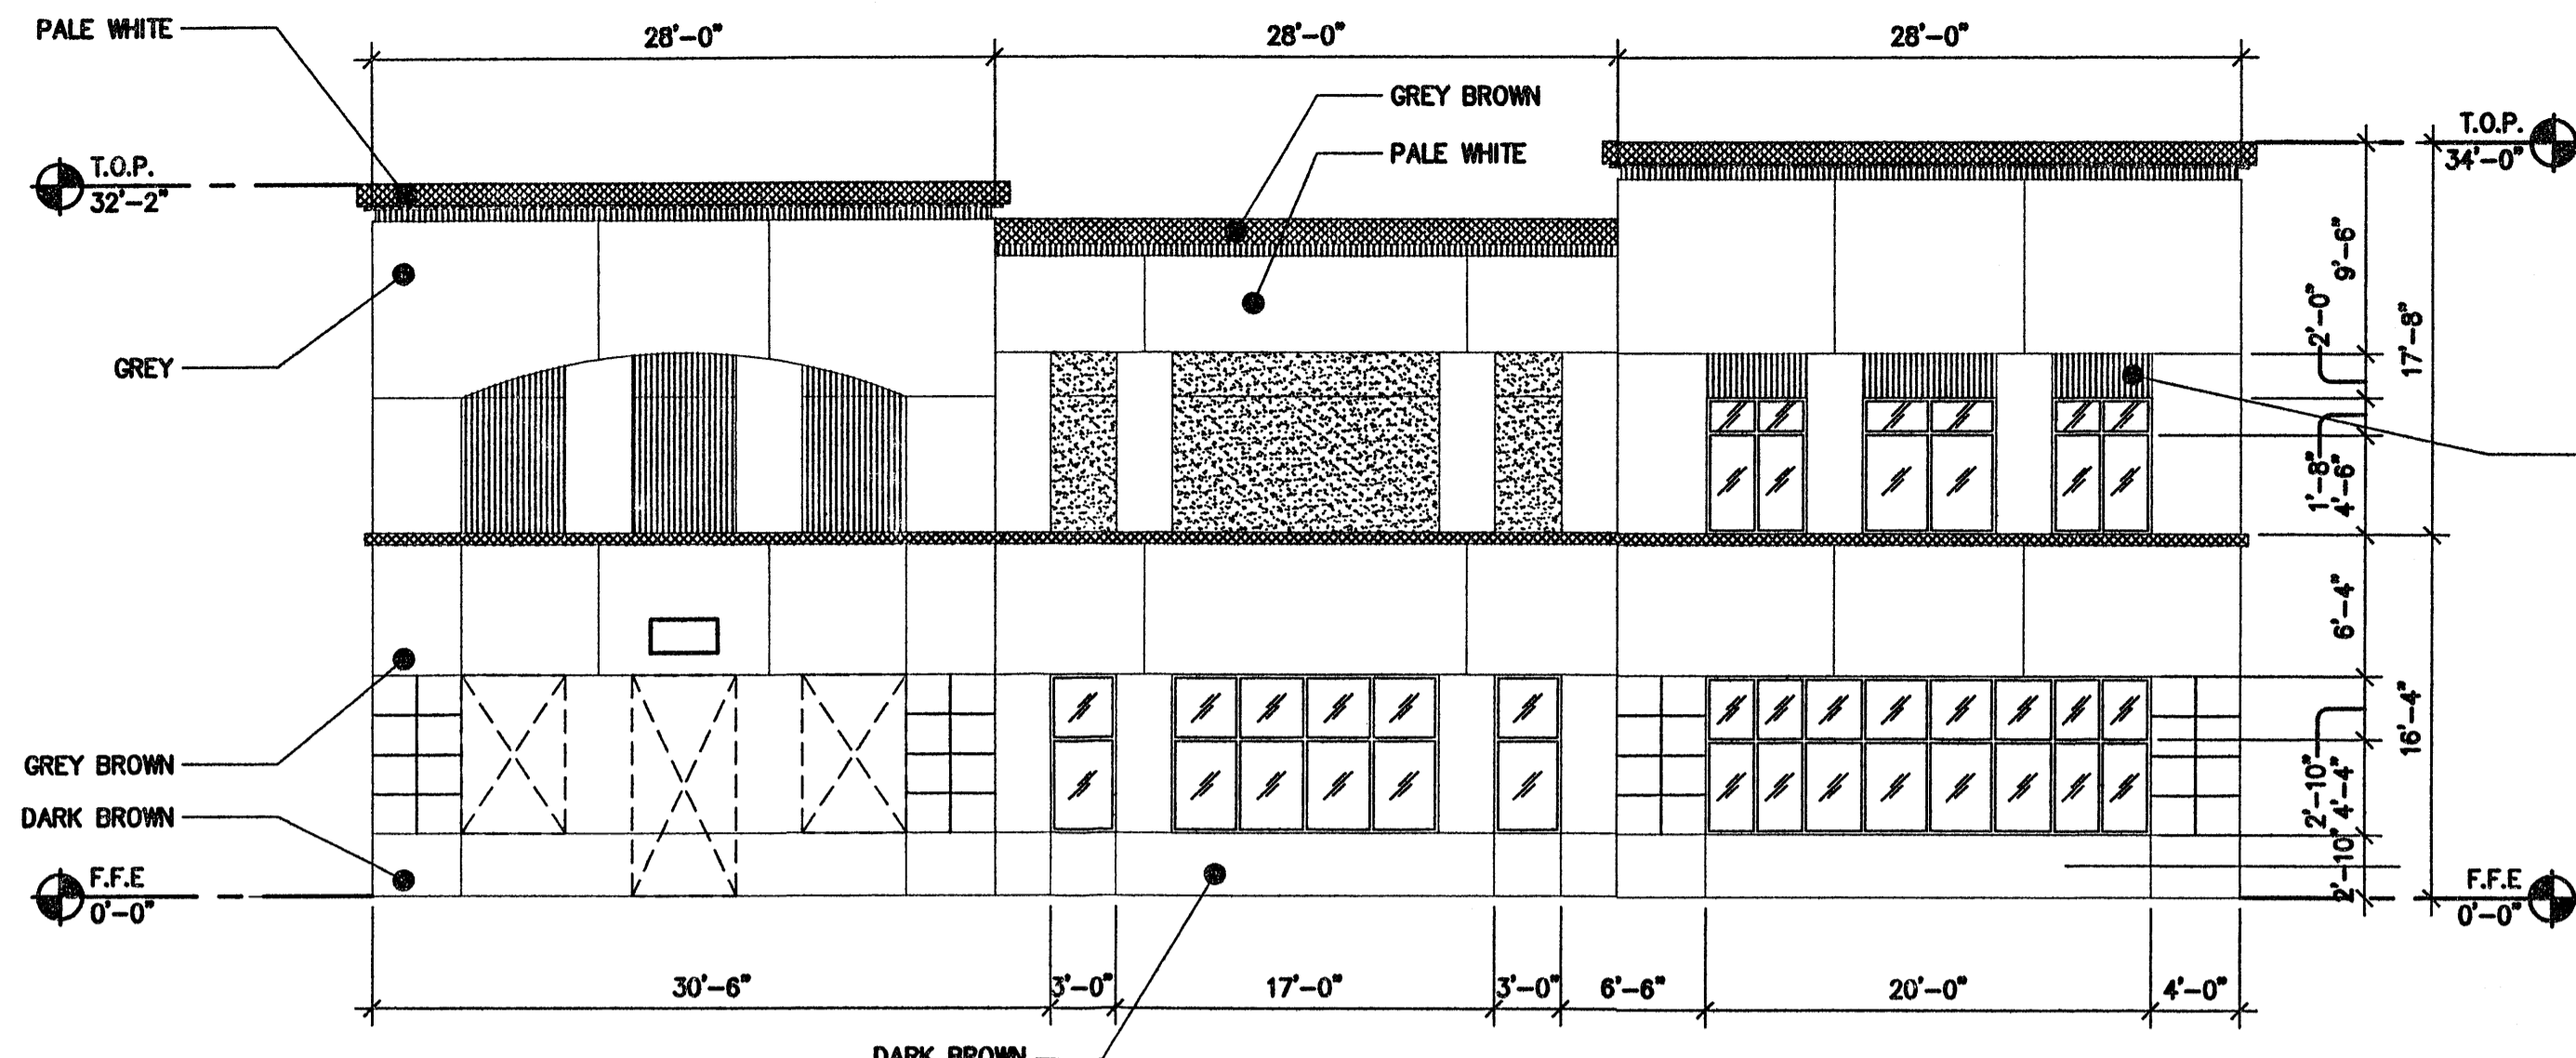 PALE WHITE
28'-0"
28'-0"
28'-0"
GREY BROWN
PALE WHITE
T.O.P.
34'-0"
T.O.P.
32'-2"
9'-6"
2'-0"
17'-8"
GREY
1'-8"
4'-6"
6'-4"
16'-4"
GREY BROWN
2'-10"
4'-4"
DARK BROWN
2'-10"
F.F.E
0'-0"
F.F.E
0'-0"
30'-6"
3'-0"
17'-0"
3'-0"
6'-6"
20'-0"
4'-0"
DARK BROWN